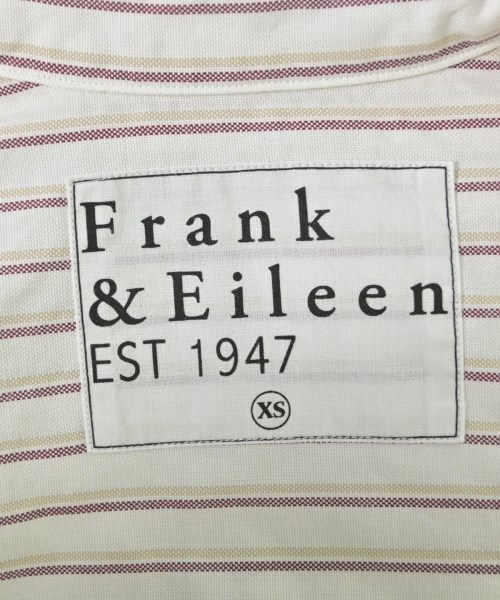 Frank
& Eileen
EST 1947
XS